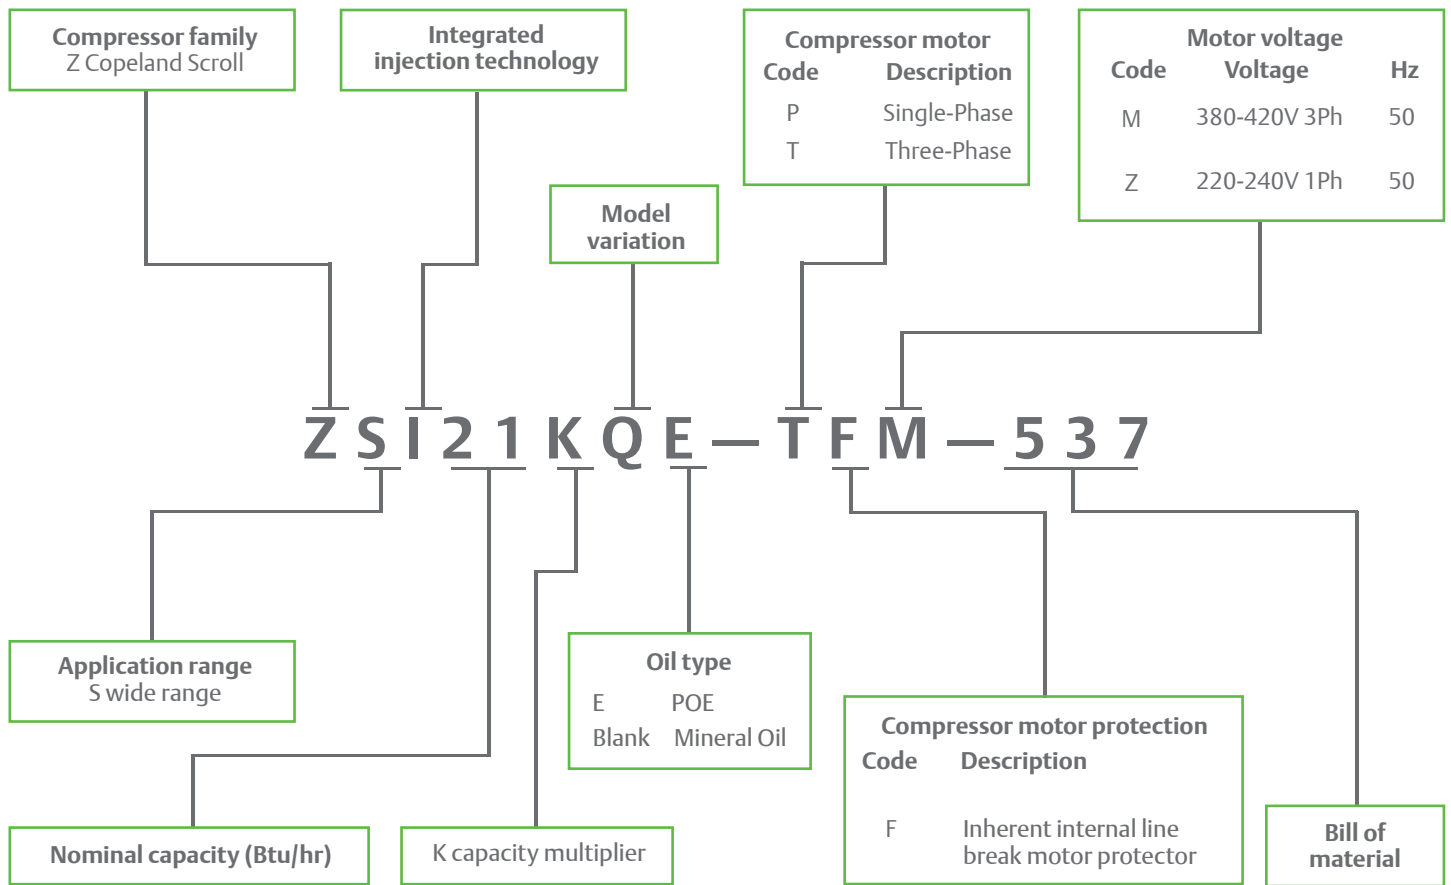 Compressor family
Z Copeland Scroll
Integrated
injection technology
Compressor motor
Code Description
P Single-Phase
T Three-Phase
Motor voltage
Code Voltage Hz
M 380-420V 3Ph 50
Z 220-240V 1Ph 50
Model
variation
ZSI21KQE—TFM—537
Application range
S wide range
Oil type
E POE
Blank Mineral Oil
Compressor motor protection
Code Description
F Inherent internal line
break motor protector
Nominal capacity (Btu/hr)
K capacity multiplier
Bill of
material